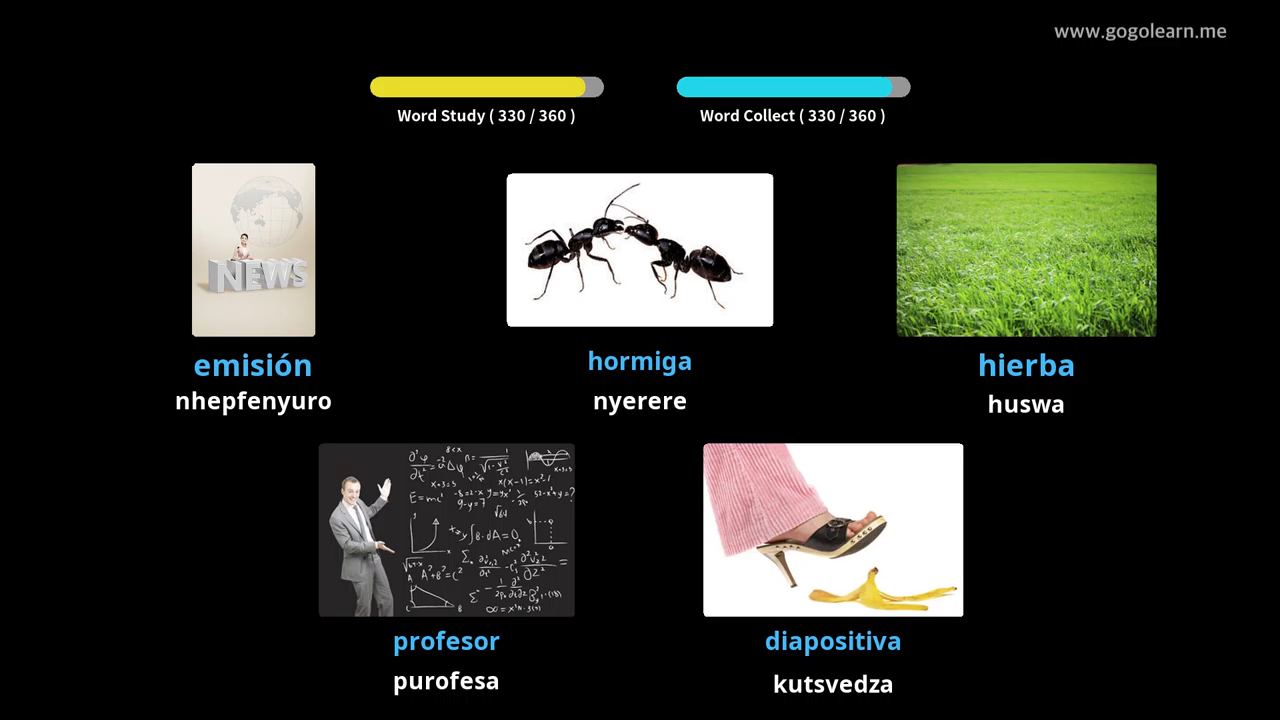 www.gogolearn.me
Word Study ( 330 / 360 )
Word Collect ( 330 / 360 )
NEWS
emisión
nhepfenyuro
hormiga
nyerere
hierba
huswa
profesor
purofesa
diapositiva
kutsvedza